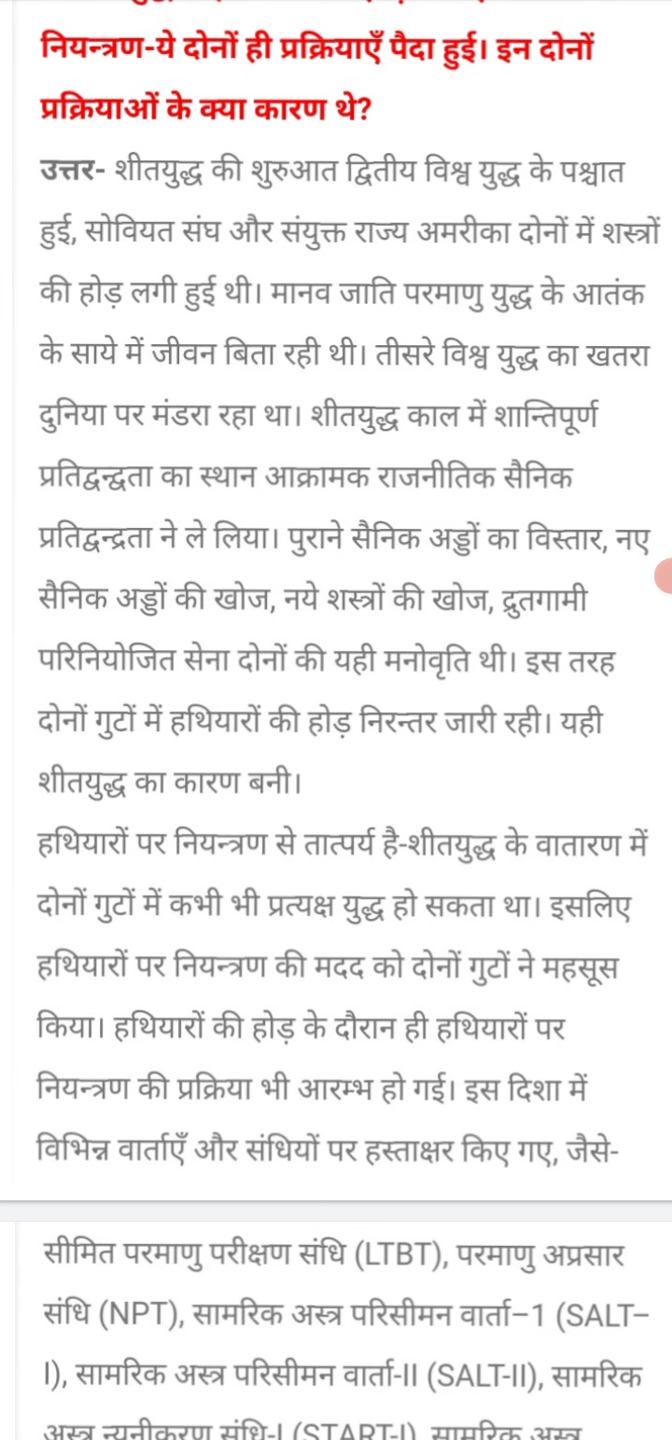 नियन्त्रण-ये दोनों ही प्रक्रियाएँ पैदा हुई। इन दोनों
प्रक्रियाओं के क्या कारण थे?
उत्तर- शीतयुद्ध की शुरुआत द्वितीय विश्व युद्ध के पश्चात
हुई, सोवियत संघ और संयुक्त राज्य अमरीका दोनों में शस्त्रों
की होड़ लगी हुई थी। मानव जाति परमाणु युद्ध के आतंक
के साये में जीवन बिता रही थी। तीसरे विश्व युद्ध का खतरा
दुनिया पर मंडरा रहा था। शीतयुद्ध काल में शान्तिपूर्ण
प्रतिद्वन्द्वता का स्थान आक्रामक राजनीतिक सैनिक
प्रतिद्वन्द्रता ने ले लिया। पुराने सैनिक अड्डों का विस्तार, नए
सैनिक अड्डों की खोज, नये शस्त्रों की खोज, द्रुतगामी
परिनियोजित सेना दोनों की यही मनोवृति थी। इस तरह
दोनों गुटों में हथियारों की होड़ निरन्तर जारी रही। यही
शीतयुद्ध का कारण बनी।
हथियारों पर नियन्त्रण से तात्पर्य है-शीतयुद्ध के वातारण में
दोनों गुटों में कभी भी प्रत्यक्ष युद्ध हो सकता था। इसलिए
हथियारों पर नियन्त्रण की मदद को दोनों गुटों ने महसूस
किया। हथियारों की होड़ के दौरान ही हथियारों पर
नियन्त्रण की प्रक्रिया भी आरम्भ हो गई। इस दिशा में
विभिन्न वार्ताएँ और संधियों पर हस्ताक्षर किए गए, जैसे-
सीमित परमाणु परीक्षण संधि (LTBT), परमाणु अप्रसार
संधि (NPT), सामरिक अस्त्र परिसीमन वार्ता−1 (SALT−
I), सामरिक अस्त्र परिसीमन वार्ता-II (SALT-II), सामरिक
अस्त्र न्यूनीकरण संधि-I (START-I), सामरिक अस्त्र